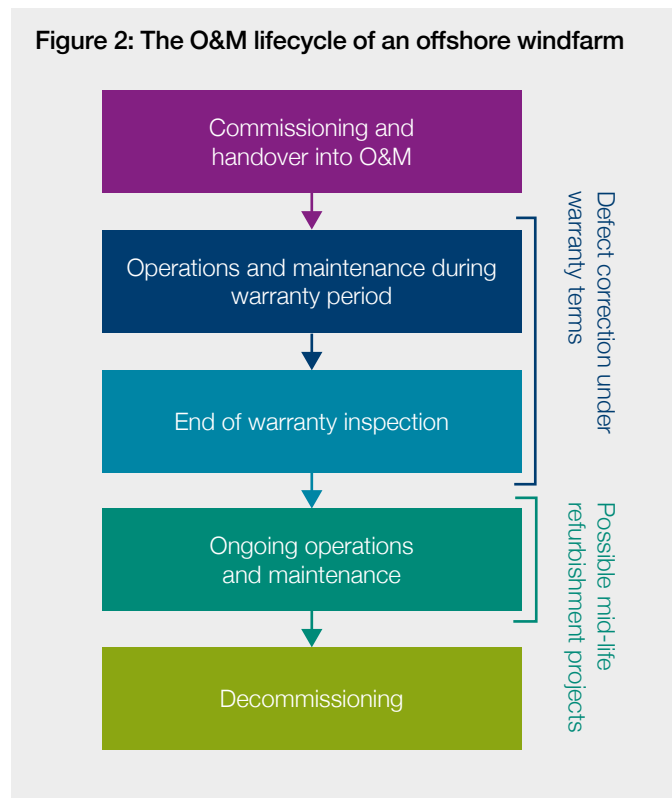 Figure 2: The O&M lifecycle of an offshore windfarm
Commissioning and
handover into O&M
Operations and maintenance during
warranty period
End of warranty inspection
Defect correction under
warranty terms
Ongoing operations
and maintenance
Possible mid-life
refurbishment projects
Decommissioning